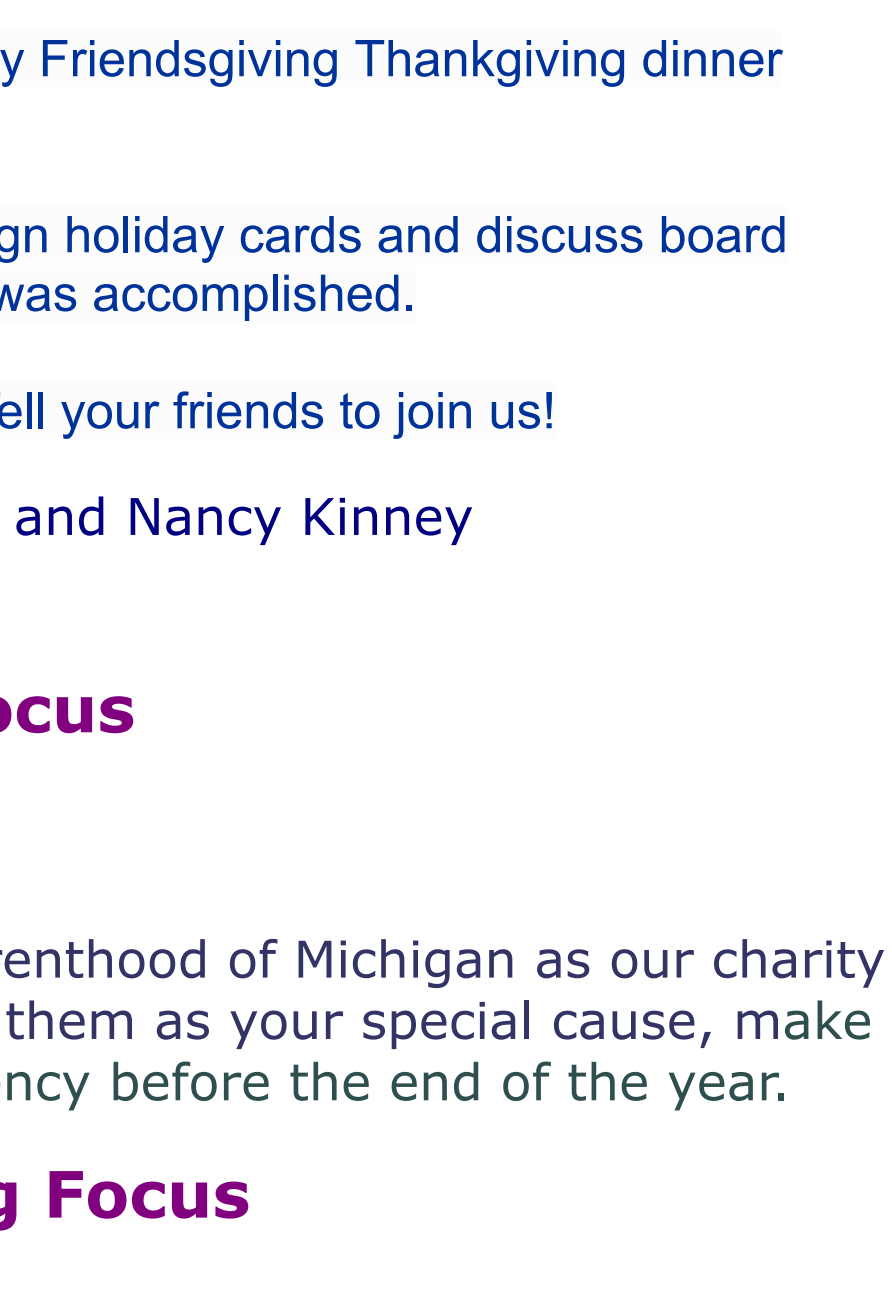 y Friendsgiving Thankgiving dinner
gn holiday cards and discuss board
was accomplished.
ell your friends to join us!
and Nancy Kinney
ocus
renthood of Michigan as our charity
them as your special cause, make
ncy before the end of the year.
g Focus